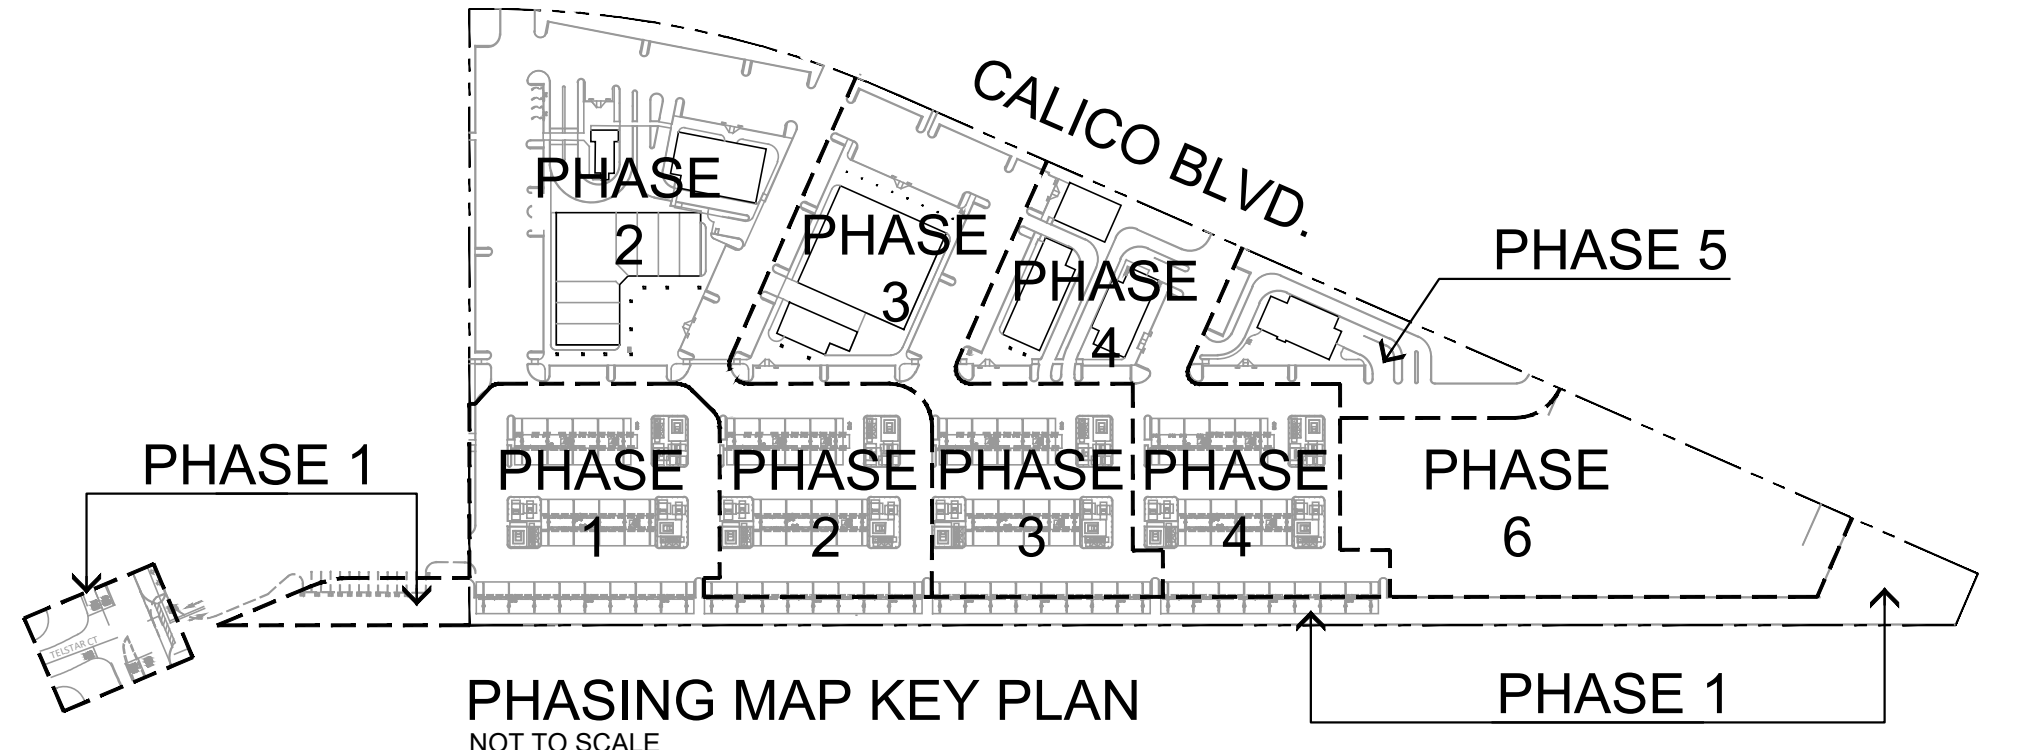 CALICO BLVD.
PHASE
2
PHASE
3
PHASE
4
PHASE 5
PHASE 1
PHASE
1
PHASE
2
PHASE
3
PHASE
4
PHASE
6
TELSTAR CT
PHASE 1
PHASING MAP KEY PLAN
NOT TO SCALE